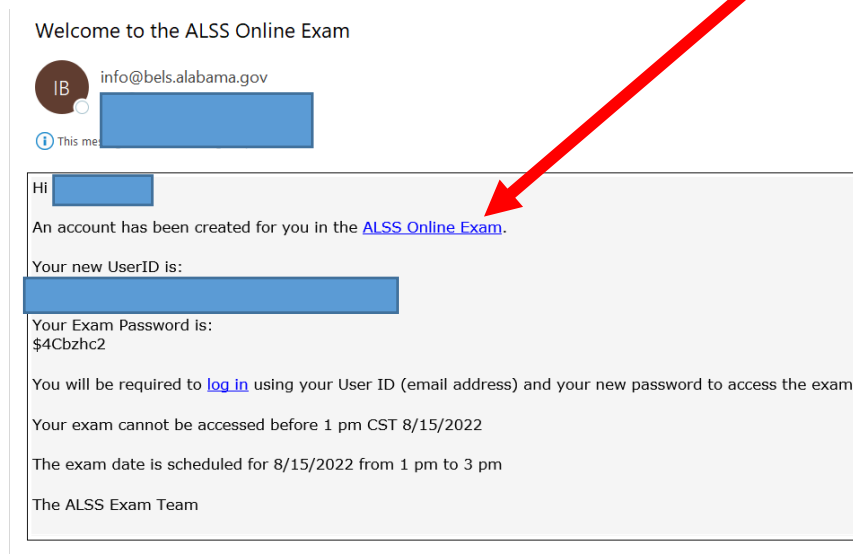 Welcome to the ALSS Online Exam
IB
info@bels.alabama.gov
This mes
Hi
An account has been created for you in the ALSS Online Exam.
Your new UserID is:
Your Exam Password is:
$4Cbzhc2
You will be required to log in using your User ID (email address) and your new password to access the exam
Your exam cannot be accessed before 1 pm CST 8/15/2022
The exam date is scheduled for 8/15/2022 from 1 pm to 3 pm
The ALSS Exam Team